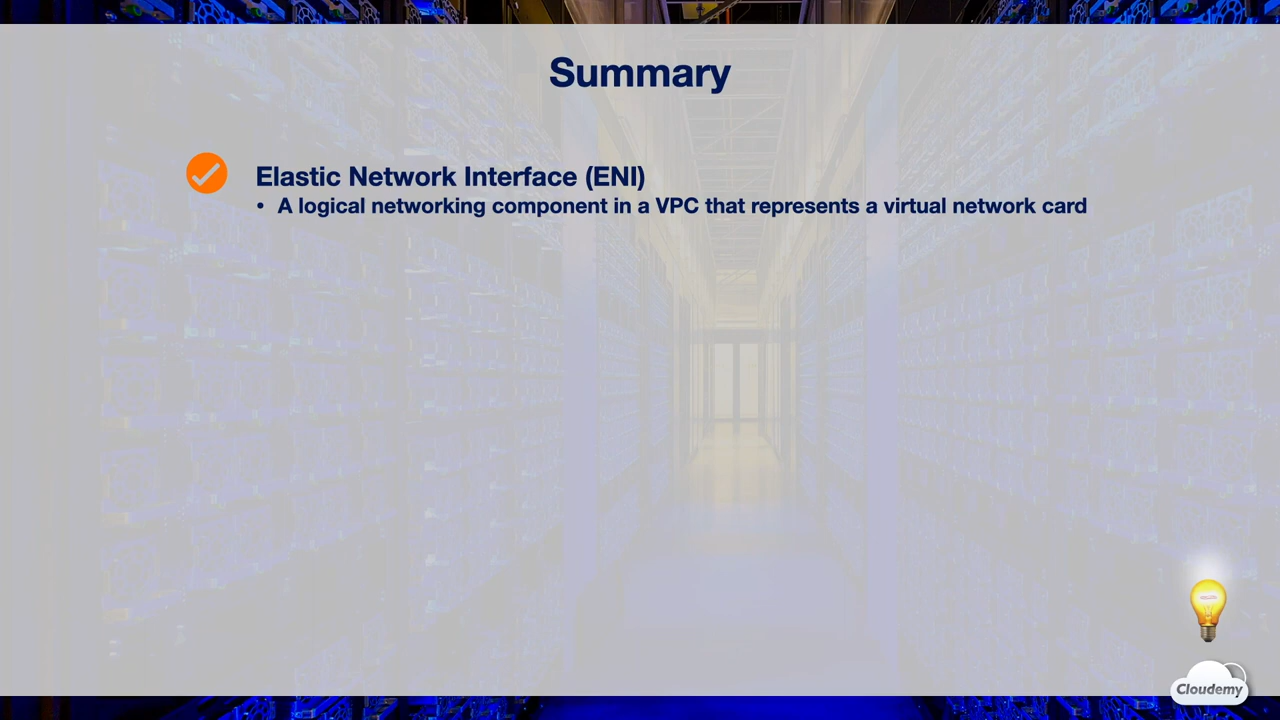 Summary
Elastic Network Interface (ENI)
• A logical networking component in a VPC that represents a virtual network card
Cloudemy